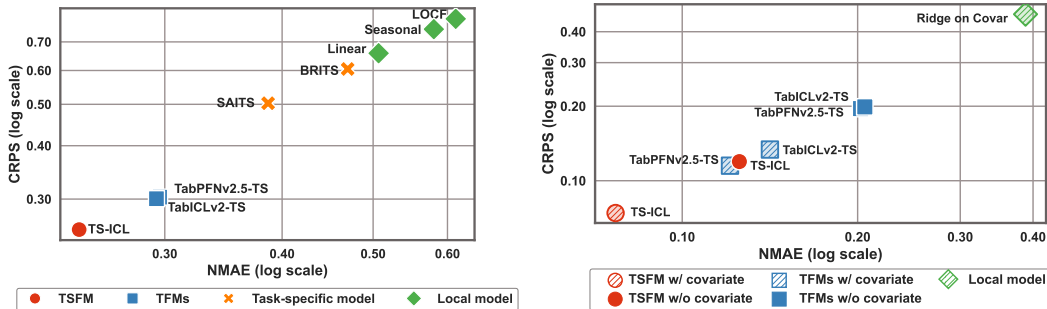 LOCF
0.70
Seasonal
Linear
0.60
BRITS
0.50
SAITS
0.40
TabPFNv2.5-TS
0.30
TabICLv2-TS
TS-ICL
CRPS (log scale)
0.30
0.40
0.50
0.60
NMAE (log scale)
TSFM
TFMs
Task-specific model
Local model
Ridge on Covar
0.40
0.30
TabICLv2-TS
0.20
TabPFNv2.5-TS
TabICLv2-TS
TabPFNv2.5-TS
TS-ICL
0.10
TS-ICL
CRPS (log scale)
0.10
0.20
0.30
0.40
NMAE (log scale)
TSFM w/ covariate
TFMs w/ covariate
Local model
TSFM w/o covariate
TFMs w/o covariate